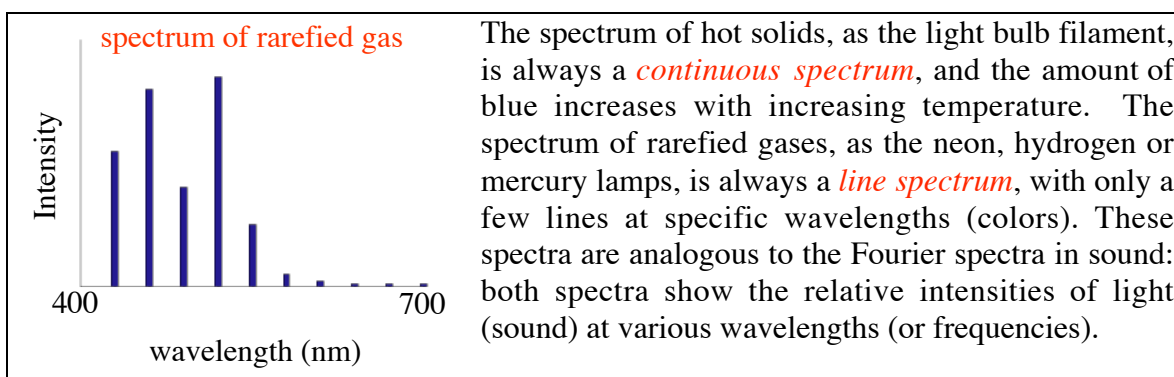 spectrum of rarefied gas
Intensity
400
700
wavelength (nm)
The spectrum of hot solids, as the light bulb filament,
is always a continuous spectrum, and the amount of
blue increases with increasing temperature. The
spectrum of rarefied gases, as the neon, hydrogen or
mercury lamps, is always a line spectrum, with only a
few lines at specific wavelengths (colors). These
spectra are analogous to the Fourier spectra in sound:
both spectra show the relative intensities of light
(sound) at various wavelengths (or frequencies).